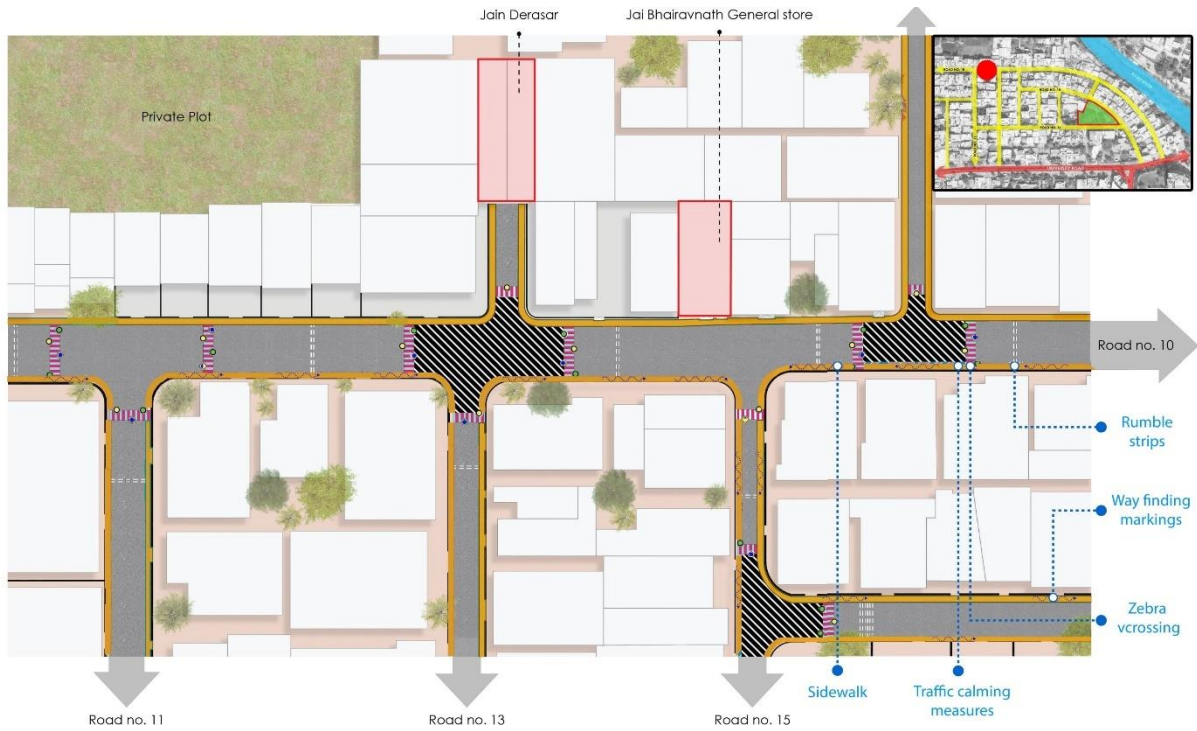 Jain Derasar
Jai Bhairavnath General store
Private Plot
Road no. 10
Rumble
strips
Way finding
markings
Zebra
vcrossing
Sidewalk
Traffic calming
measures
Road no. 11
Road no. 13
Road no. 15